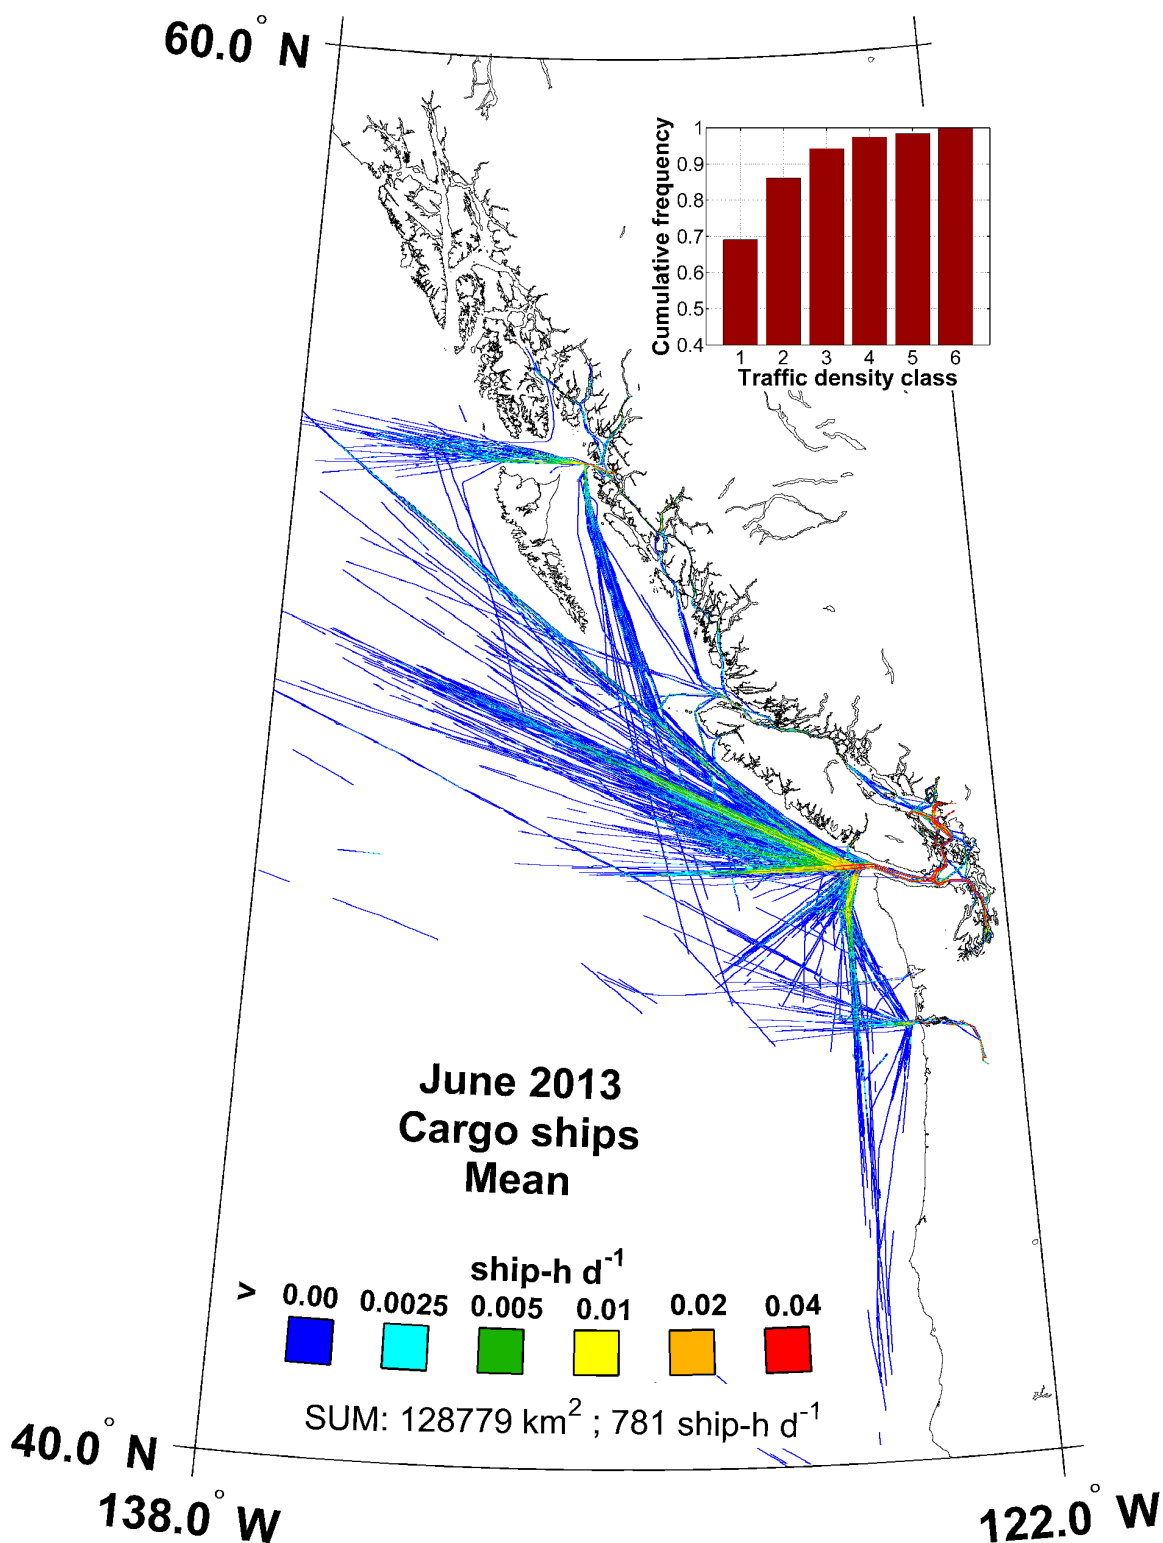 60.0° N
Cumulative frequency
1
0.9
0.8
0.7
0.6
0.5
0.4
1 2 3 4 5 6
Traffic density class
June 2013
Cargo ships
Mean
ship-h d⁻¹
> 0.00 0.0025 0.005 0.01 0.02 0.04
SUM: 128779 km² ; 781 ship-h d⁻¹
40.0° N
138.0° W
122.0° W